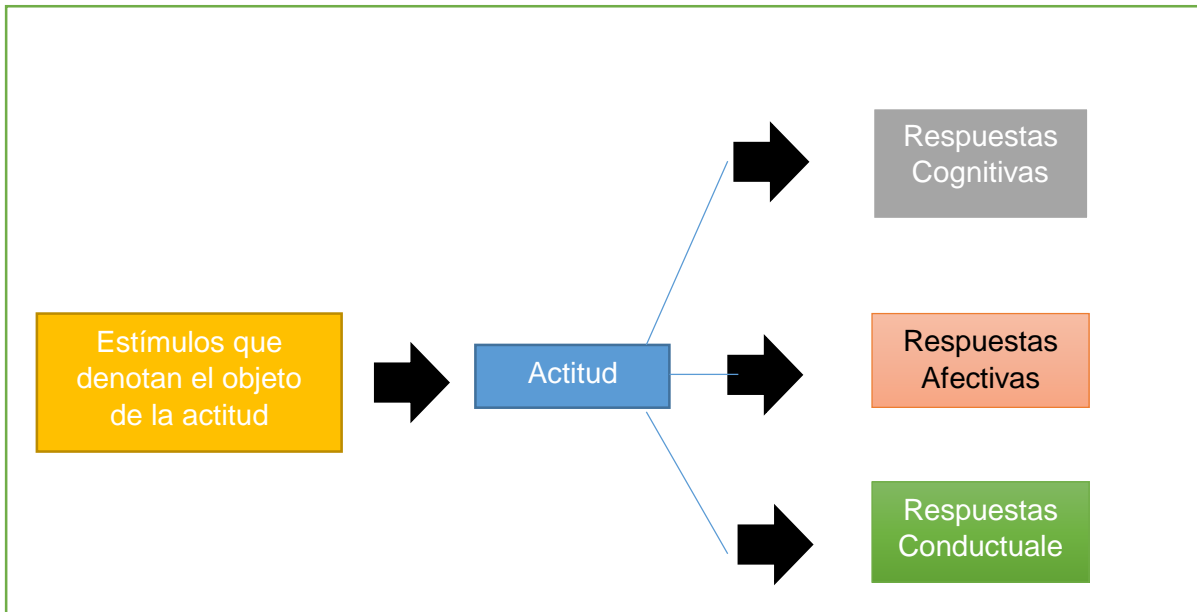 Estímulos que
denotan el objeto
de la actitud
Actitud
Respuestas
Cognitivas
Respuestas
Afectivas
Respuestas
Conductuale